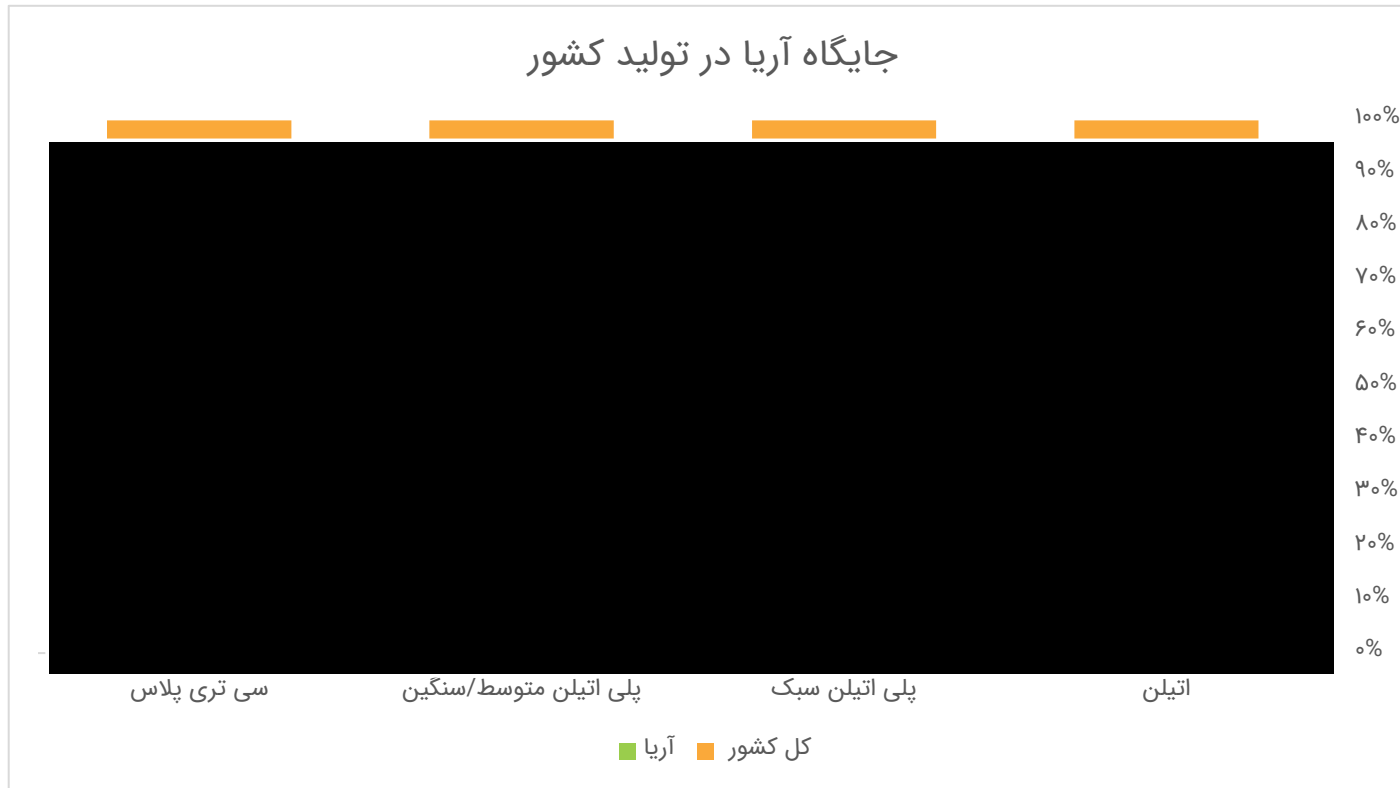 جایگاه آریا در تولید کشور
۱۰۰%
۹۰%
۸۰%
۷۰%
۶۰%
۵۰%
۴۰%
۳۰%
۲۰%
۱۰%
۰%
اتیلن
پلی اتیلن سبک
پلی اتیلن متوسط/سنگین
سی تری پلاس
کل کشور
آریا